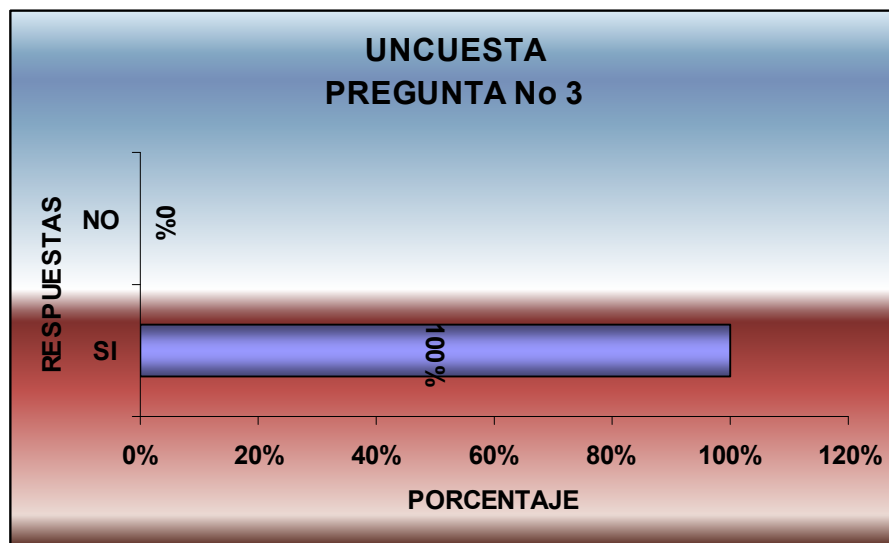 UNCUESTA
PREGUNTA No 3
RESPUESTAS
NO
0%
SI
100%
0%
20%
40%
60%
80%
100%
120%
PORCENTAJE